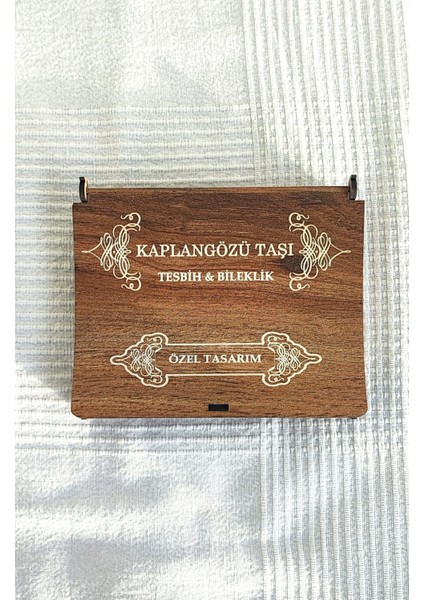 KAPLANGÖZÜ TAŞI
TESBİH & BİLEKLİK
ÖZEL TASARIM